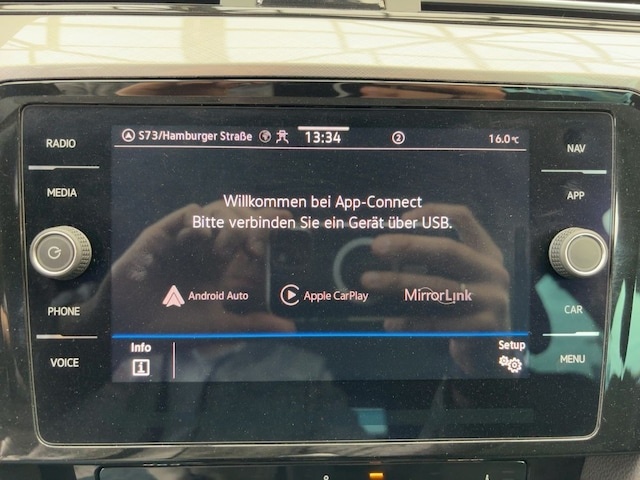 RADIO
MEDIA
PHONE
VOICE
S73/Hamburger Straße 13:34 2 16.0°C
Willkommen bei App-Connect
Bitte verbinden Sie ein Gerät über USB.
Android Auto Apple CarPlay MirrorLink
Info Setup
NAV
APP
CAR
MENU